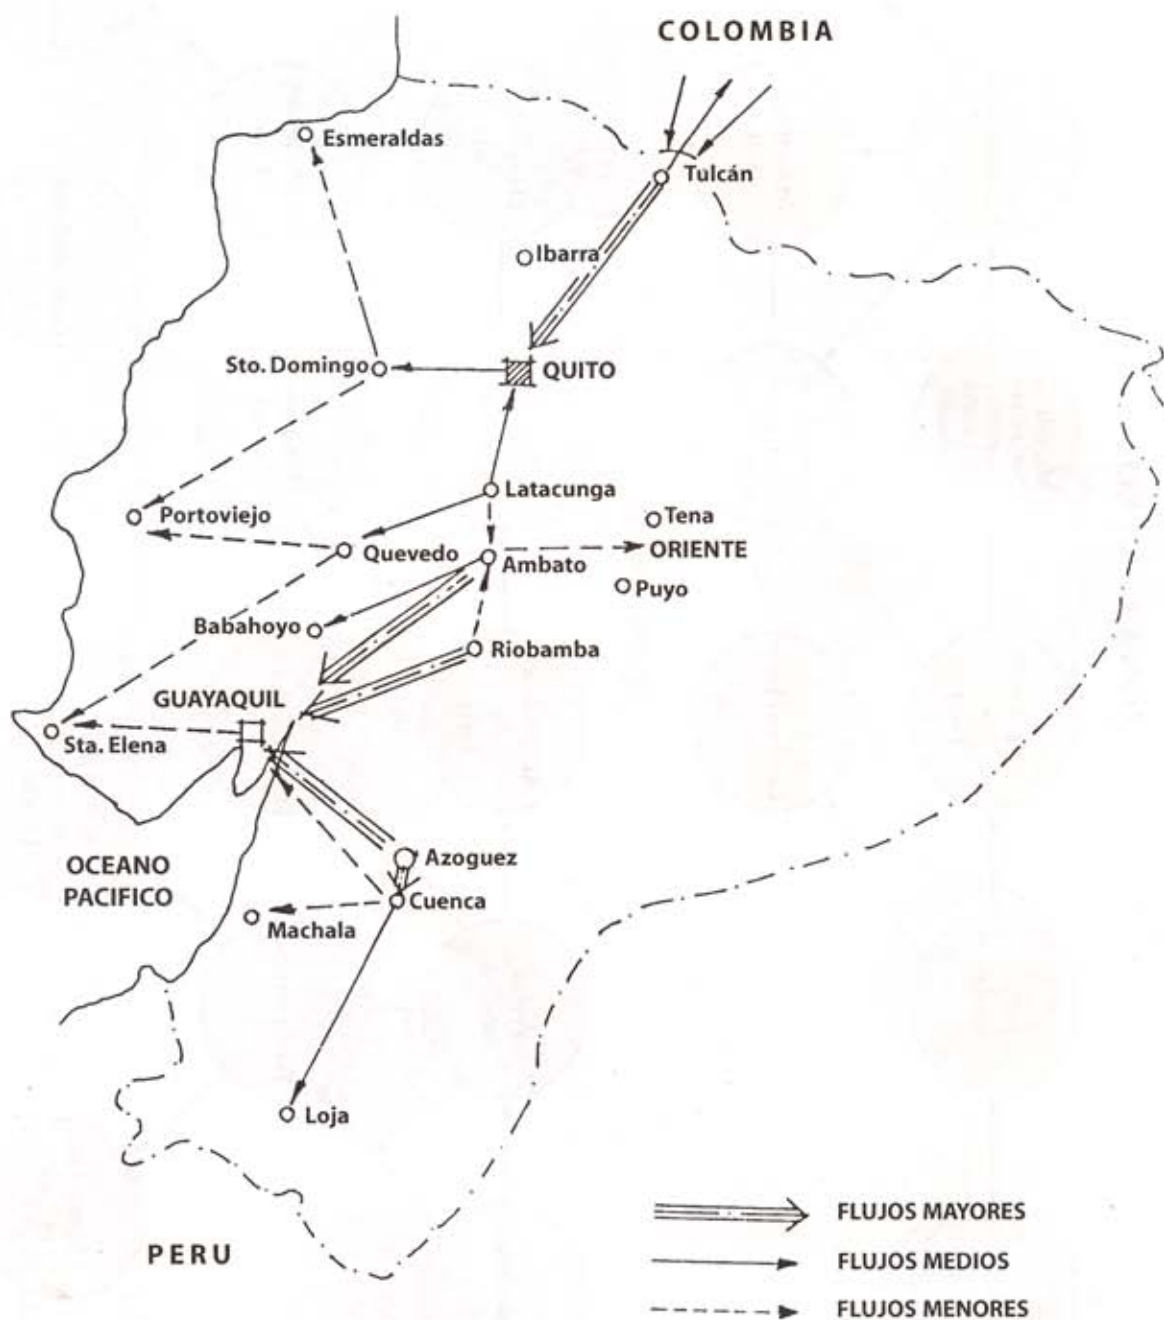 COLOMBIA
Esmeraldas
Tulcán
Ibarra
Sto. Domingo
QUITO
Latacunga
Portoviejo
Tena
Quevedo
Ambato
ORIENTE
Puyo
Babahoyo
Riobamba
GUAYAQUIL
Sta. Elena
Azoguez
OCEANO
PACIFICO
Cuenca
Machala
Loja
PERU
FLUJOS MAYORES
FLUJOS MEDIOS
FLUJOS MENORES